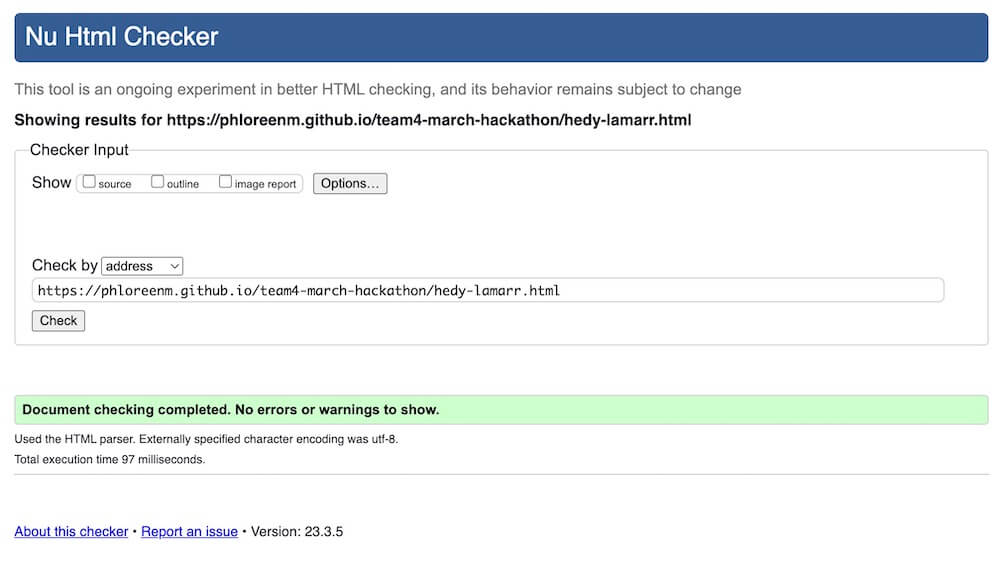 Nu Html Checker
This tool is an ongoing experiment in better HTML checking, and its behavior remains subject to change
Showing results for https://phloreenm.github.io/team4-march-hackathon/hedy-lamarr.html
Checker Input
Show source outline image report Options...
Check by address
https://phloreenm.github.io/team4-march-hackathon/hedy-lamarr.html
Check
Document checking completed. No errors or warnings to show.
Used the HTML parser. Externally specified character encoding was utf-8.
Total execution time 97 milliseconds.
About this checker • Report an issue • Version: 23.3.5